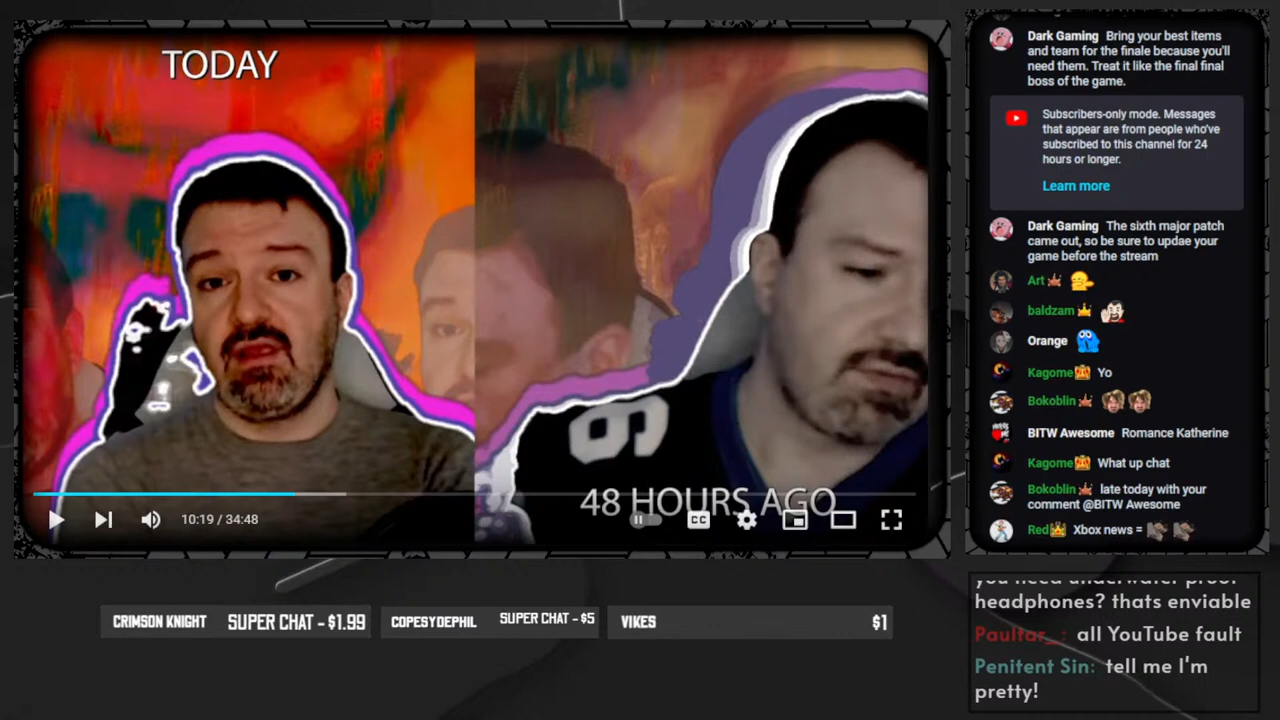 TODAY
48 HOURS AGO
10:19 / 34:48
CC
CRIMSON KNIGHT SUPER CHAT - $1.99
COPESYDEPHIL SUPER CHAT - $5
VIKES $1
Dark Gaming Bring your best items
and team for the finale because you'll
need them. Treat it like the final final
boss of the game.
Subscribers-only mode. Messages
that appear are from people who've
subscribed to this channel for 24
hours or longer.
Learn more
Dark Gaming The sixth major patch
came out, so be sure to updae your
game before the stream
Art
baldzam
Orange
Kagome Yo
Bokoblin
BITW Awesome Romance Katherine
Kagome What up chat
Bokoblin late today with your
comment @BITW Awesome
Red Xbox news =
you need underwater proof
headphones? thats enviable
Paultar_: all YouTube fault
Penitent Sin: tell me I'm
pretty!